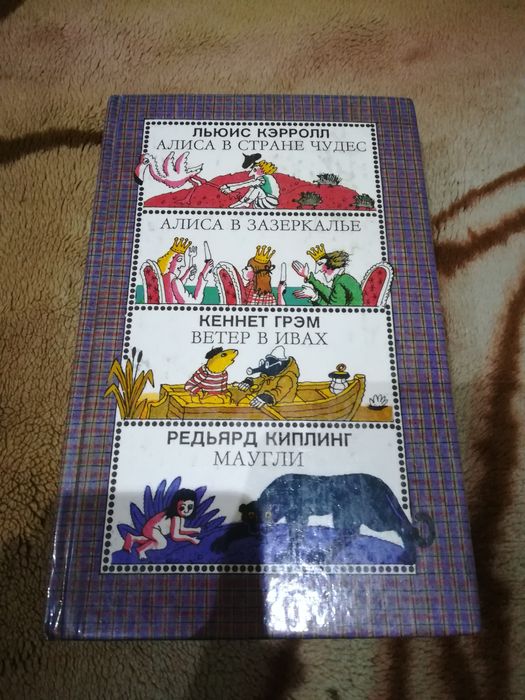 ЛЬЮИС КЭРРОЛЛ
АЛИСА В СТРАНЕ ЧУДЕС
АЛИСА В ЗАЗЕРКАЛЬЕ
КЕННЕТ ГРЭМ
ВЕТЕР В ИВАХ
РЕДЬЯРД КИПЛИНГ
МАУГЛИ